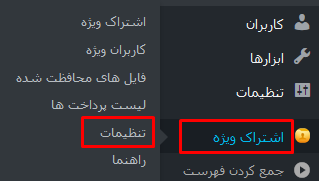 کاربران
ابزارها
تنظیمات
اشتراک ویژه
جمع کردن فهرست
اشتراک ویژه
کاربران ویژه
فایل های محافظت شده
لیست پرداخت ها
تنظیمات
راهنما